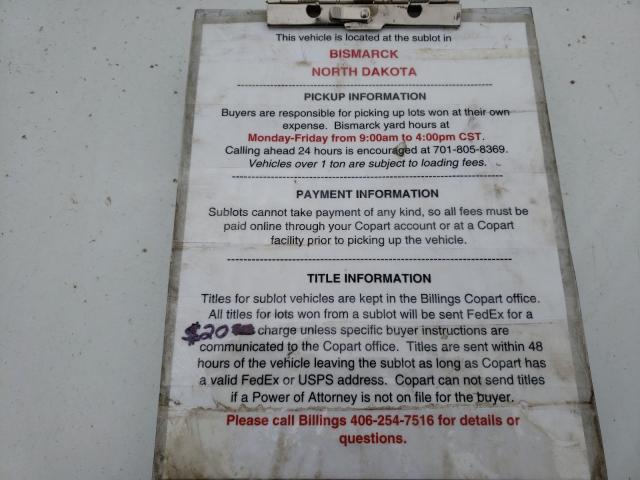 This vehicle is located at the sublot in
BISMARCK
NORTH DAKOTA
PICKUP INFORMATION
Buyers are responsible for picking up lots won at their own
expense. Bismarck yard hours at
Monday-Friday from 9:00am to 4:00pm CST.
Calling ahead 24 hours is encouraged at 701-805-8369.
Vehicles over 1 ton are subject to loading fees.
PAYMENT INFORMATION
Sublots cannot take payment of any kind, so all fees must be
paid online through your Copart account or at a Copart
facility prior to picking up the vehicle.
TITLE INFORMATION
Titles for sublot vehicles are kept in the Billings Copart office.
All titles for lots won from a sublot will be sent FedEx for a
$20 charge unless specific buyer instructions are
communicated to the Copart office. Titles are sent within 48
hours of the vehicle leaving the sublot as long as Copart has
a valid FedEx or USPS address. Copart can not send titles
if a Power of Attorney is not on file for the buyer.
Please call Billings 406-254-7516 for details or
questions.